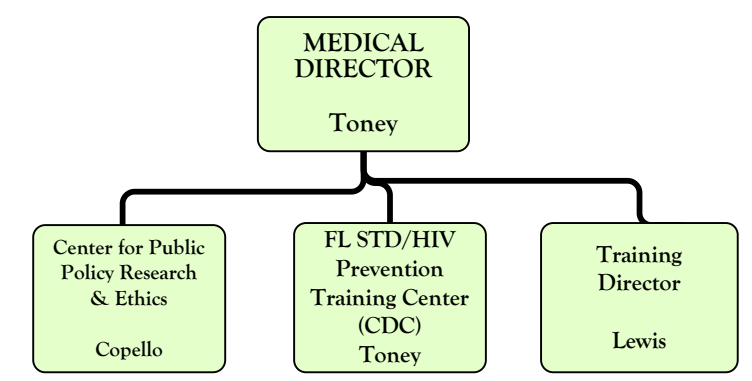 MEDICAL
DIRECTOR
Toney
Center for Public
Policy Research
& Ethics
Copello
FL STD/HIV
Prevention
Training Center
(CDC)
Toney
Training
Director
Lewis